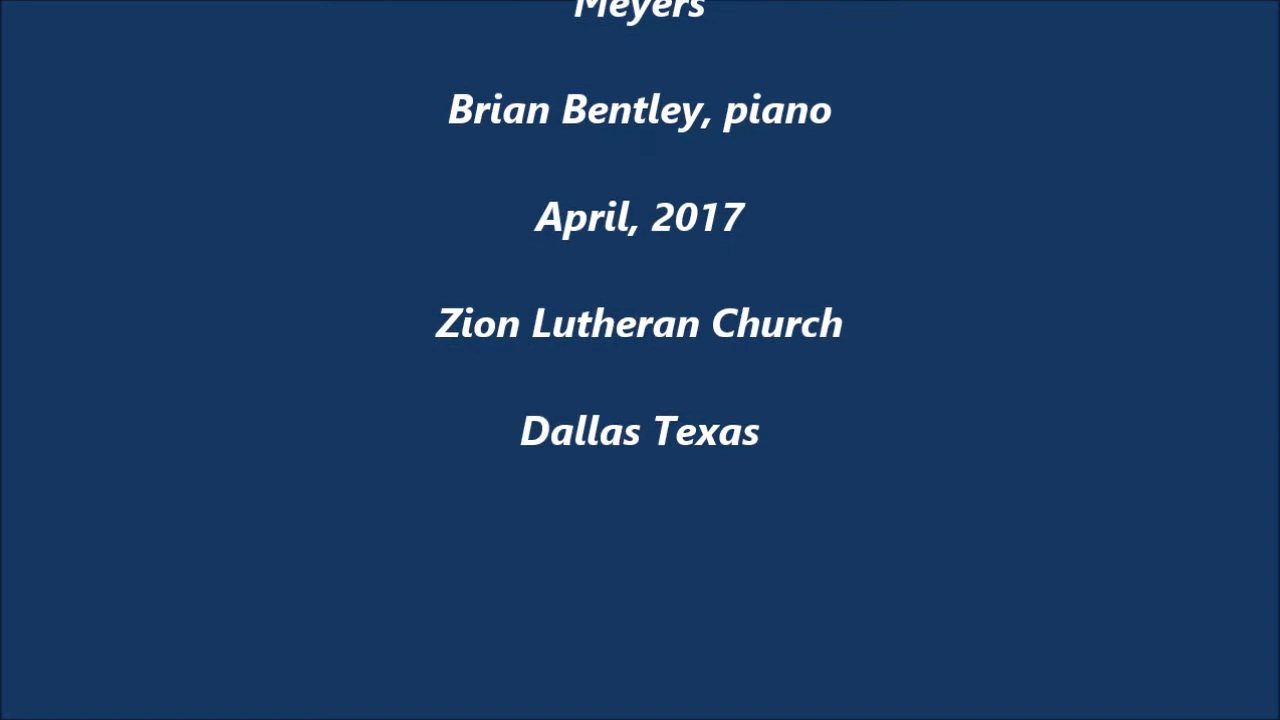 Meyers
Brian Bentley, piano
April, 2017
Zion Lutheran Church
Dallas Texas